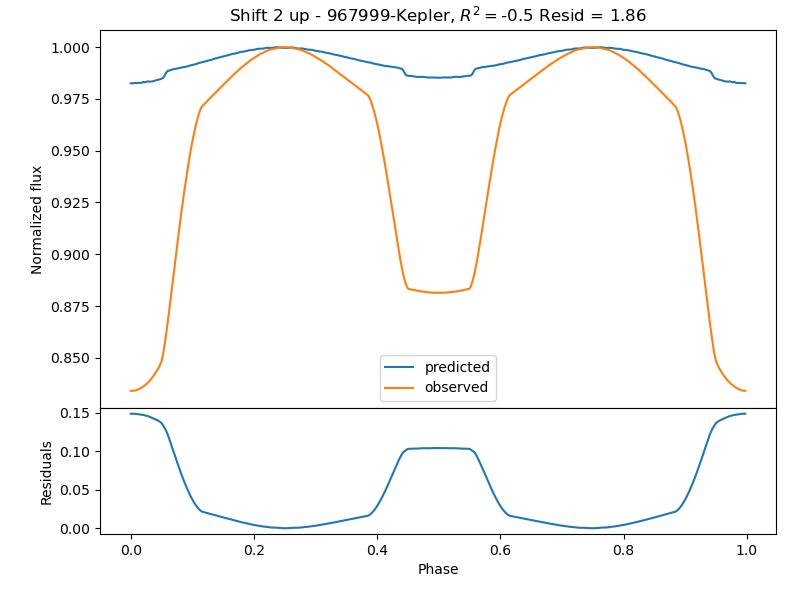 Shift 2 up - 967999-Kepler, $R^2$ = -0.5 Resid = 1.86
Normalized flux
1.000
0.975
0.950
0.925
0.900
0.875
0.850
predicted
observed
Residuals
0.15
0.10
0.05
0.00
0.0 0.2 0.4 0.6 0.8 1.0
Phase